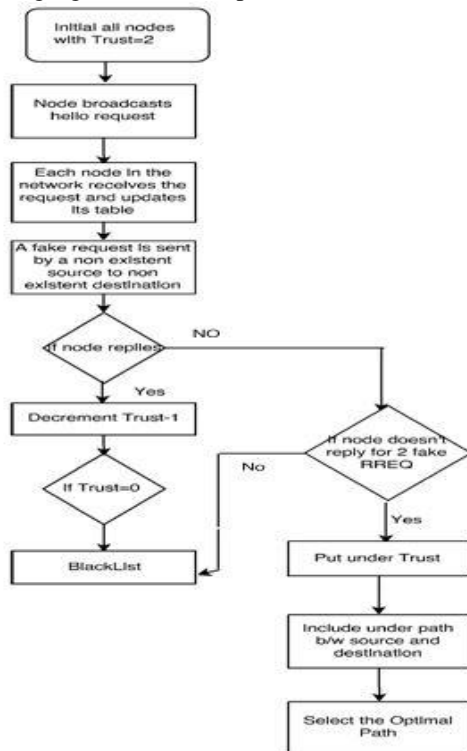 Initial all nodes
with Trust=2
Node broadcasts
hello request
Each node in the
network receives the
request and updates
its table
A fake request is sent
by a non existent
source to non
existent destination
If node replies
NO
Yes
Decrement Trust-1
If node doesn't
reply for 2 fake
RREQ
No
If Trust=0
Yes
BlackList
Put under Trust
Include under path
b/w source and
destination
Select the Optimal
Path